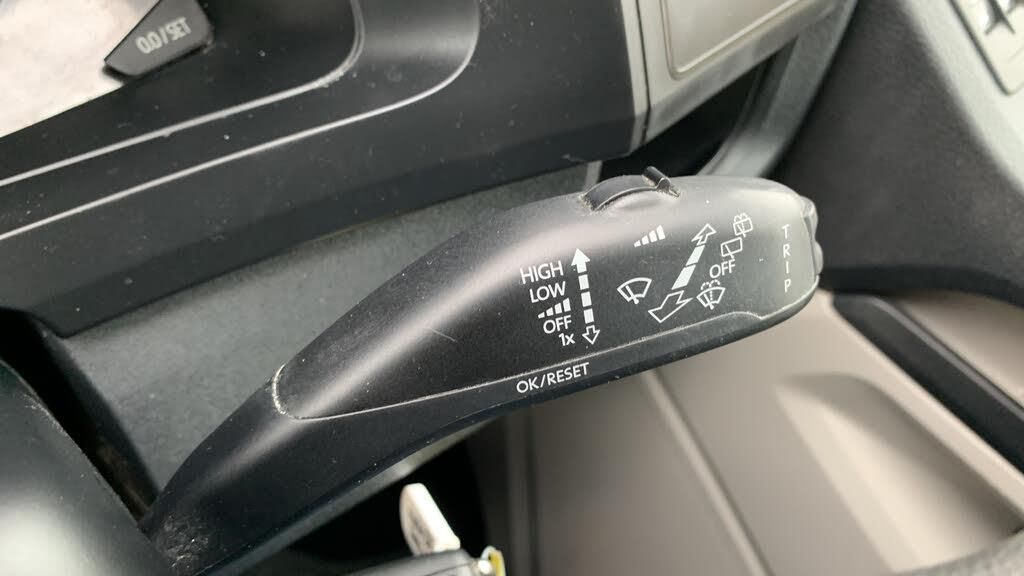 0.0/SET
HIGH
LOW
OFF
1x
OFF
TRIP
OK/RESET